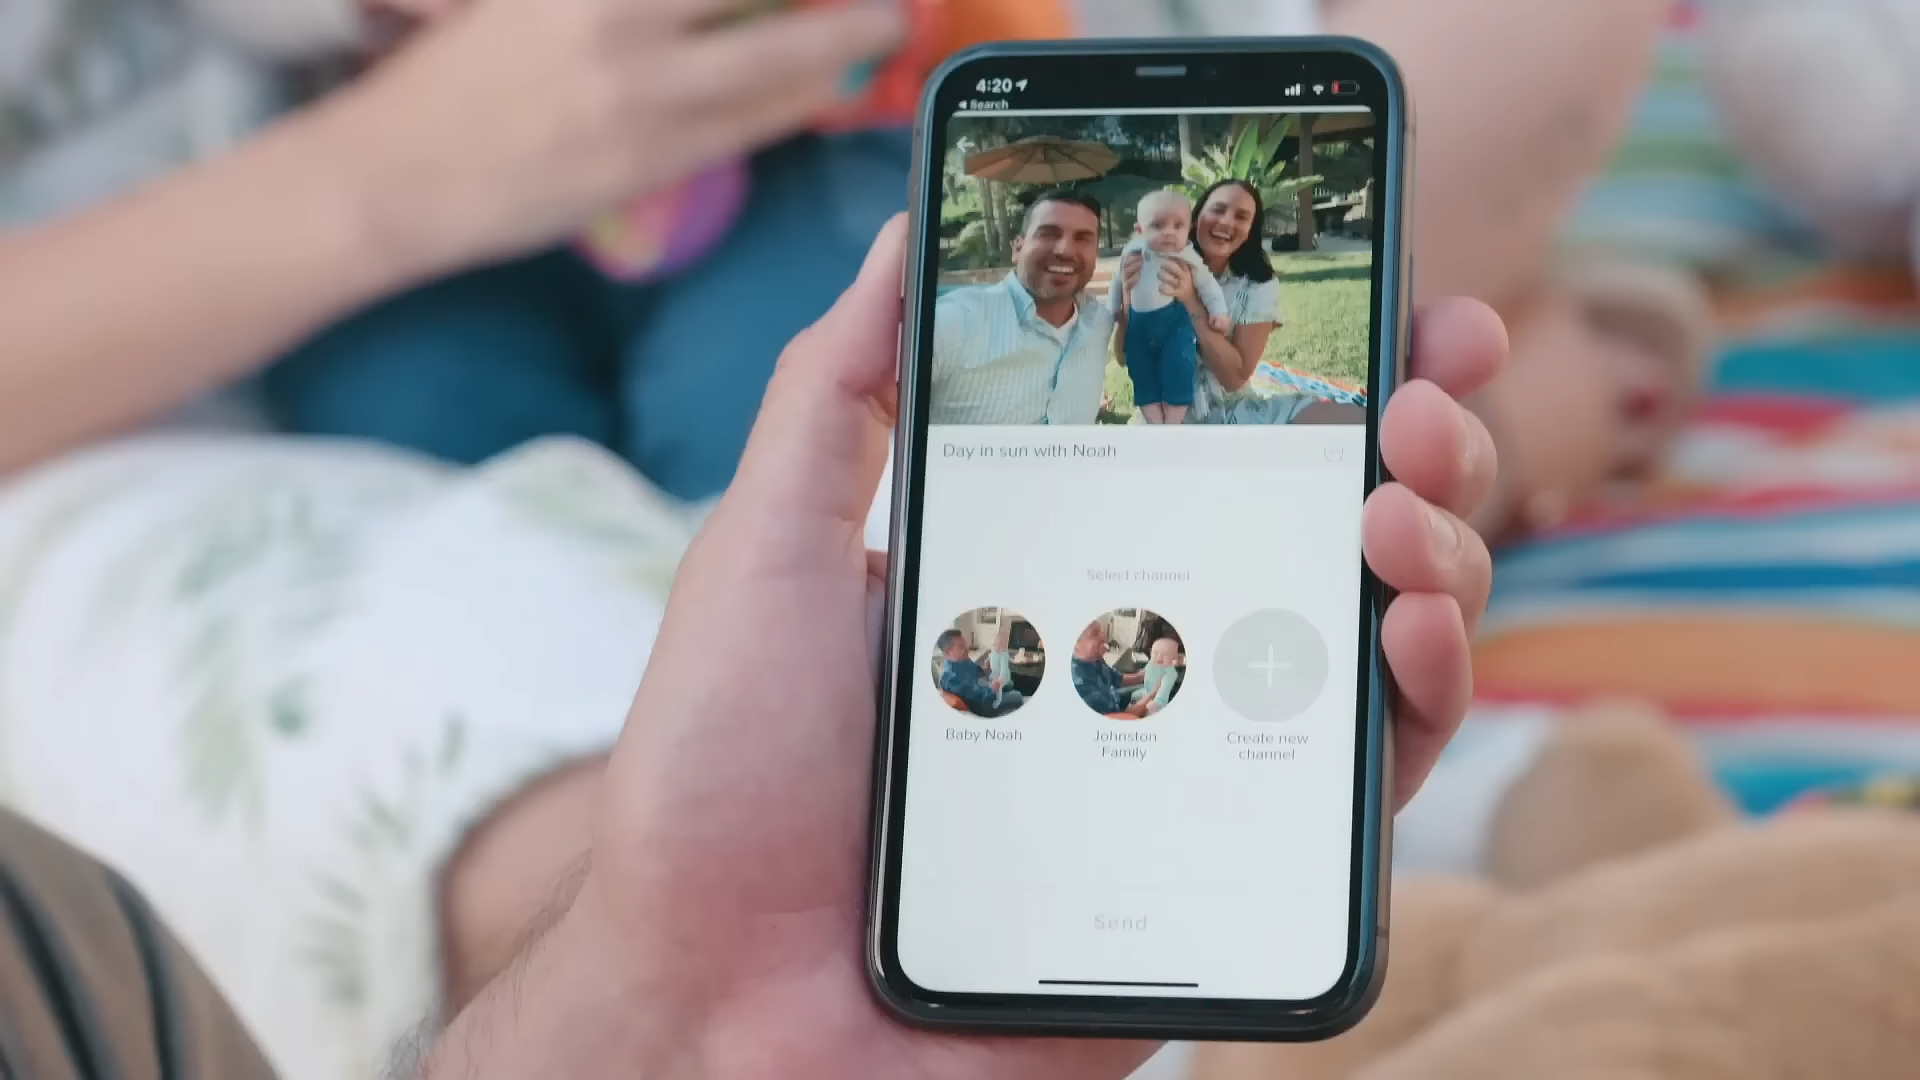 4:20
Search
Day in sun with Noah
Select channel
Baby Noah
Johnston
Family
Create new
channel
Send